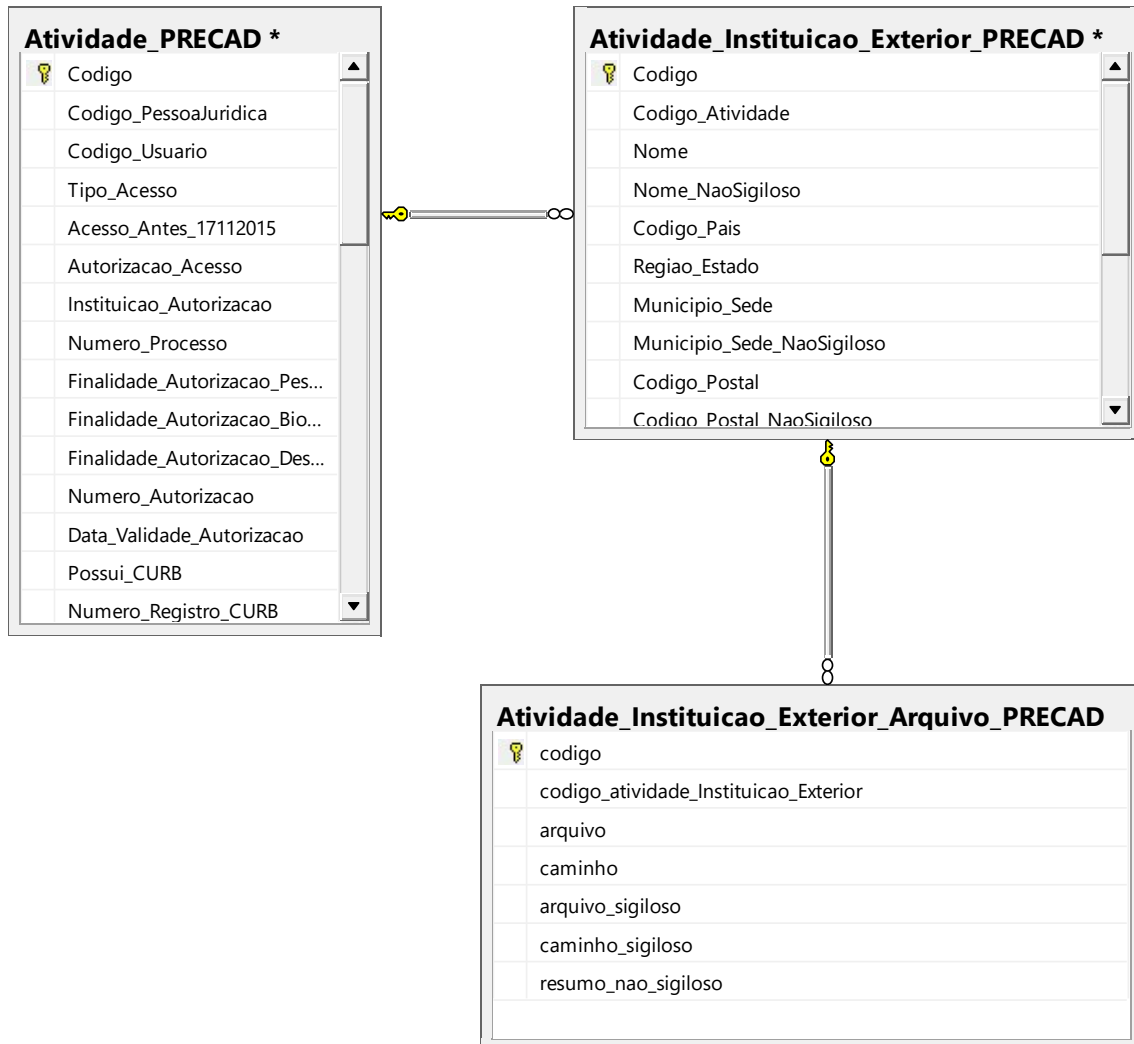 Atividade_PRECAD *
Codigo
Codigo_PessoaJuridica
Codigo_Usuario
Tipo_Acesso
Acesso_Antes_17112015
Autorizacao_Acesso
Instituicao_Autorizacao
Numero_Processo
Finalidade_Autorizacao_Pes...
Finalidade_Autorizacao_Bio...
Finalidade_Autorizacao_Des...
Numero_Autorizacao
Data_Validade_Autorizacao
Possui_CURB
Numero_Registro_CURB
Atividade_Instituicao_Exterior_PRECAD *
Codigo
Codigo_Atividade
Nome
Nome_NaoSigiloso
Codigo_Pais
Regiao_Estado
Municipio_Sede
Municipio_Sede_NaoSigiloso
Codigo_Postal
Codigo_Postal_NaoSigiloso
Atividade_Instituicao_Exterior_Arquivo_PRECAD
codigo
codigo_atividade_Instituicao_Exterior
arquivo
caminho
arquivo_sigiloso
caminho_sigiloso
resumo_nao_sigiloso